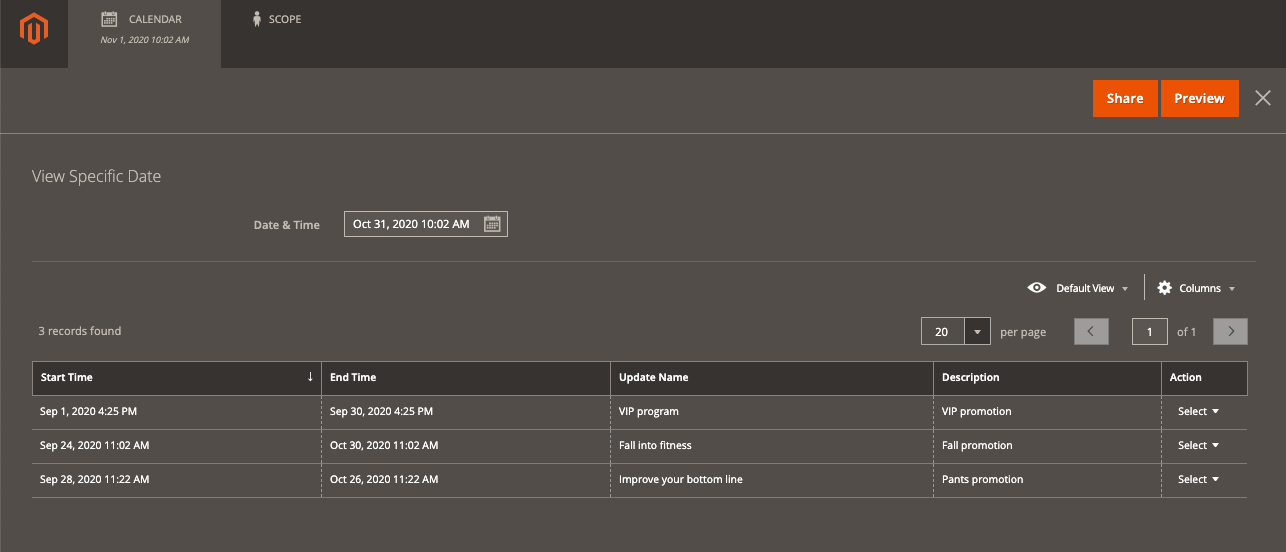 CALENDAR
Nov 1, 2020 10:02 AM
SCOPE
Share
Preview
View Specific Date
Date & Time
Oct 31, 2020 10:02 AM
Default View
Columns
3 records found
20
per page
1
of 1
Start Time ↓ End Time Update Name Description Action
Sep 1, 2020 4:25 PM Sep 30, 2020 4:25 PM VIP program VIP promotion Select
Sep 24, 2020 11:02 AM Oct 30, 2020 11:02 AM Fall into fitness Fall promotion Select
Sep 28, 2020 11:22 AM Oct 26, 2020 11:22 AM Improve your bottom line Pants promotion Select